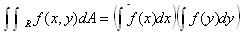 ∫∫∫ R f(x, y)dA = (∫ f(x)dx)(∫ f(y)dy)